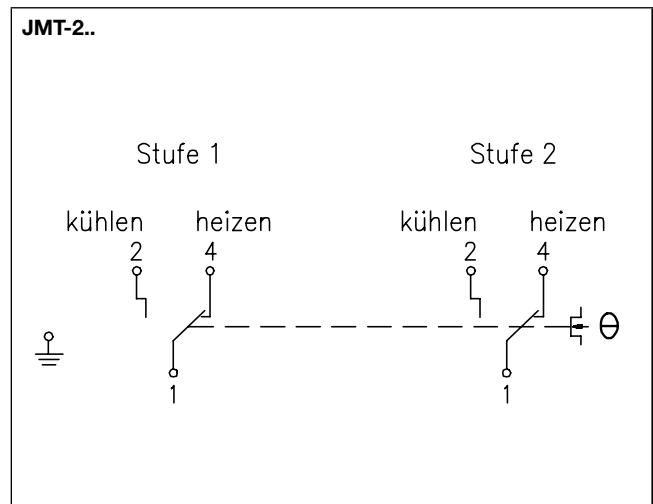 JMT-2..
Stufe 1 Stufe 2
kühlen heizen kühlen heizen
2 4 2 4
θ
1 1